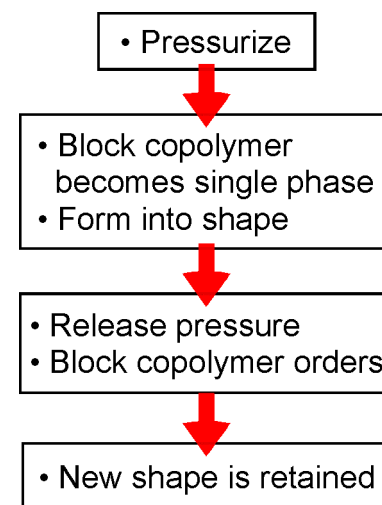 • Pressurize
• Block copolymer
becomes single phase
• Form into shape
• Release pressure
• Block copolymer orders
• New shape is retained